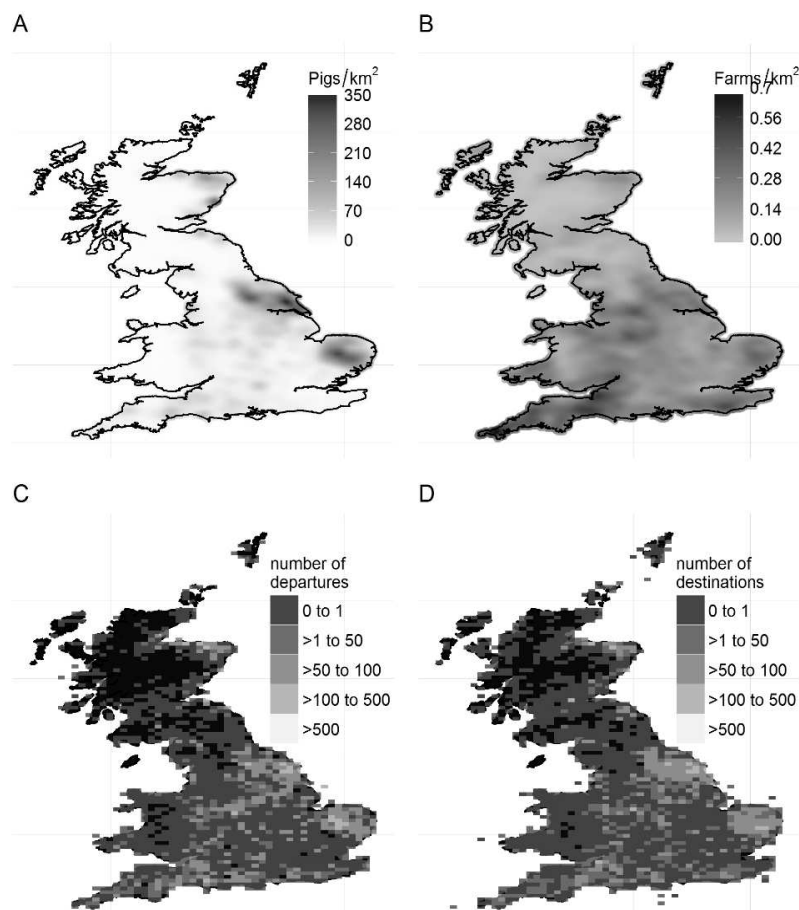 A
Pigs/km2
350
280
210
140
70
0
B
Farms/km2
0.7
0.56
0.42
0.28
0.14
0.00
C
number of
departures
0 to 1
>1 to 50
>50 to 100
>100 to 500
>500
D
number of
destinations
0 to 1
>1 to 50
>50 to 100
>100 to 500
>500